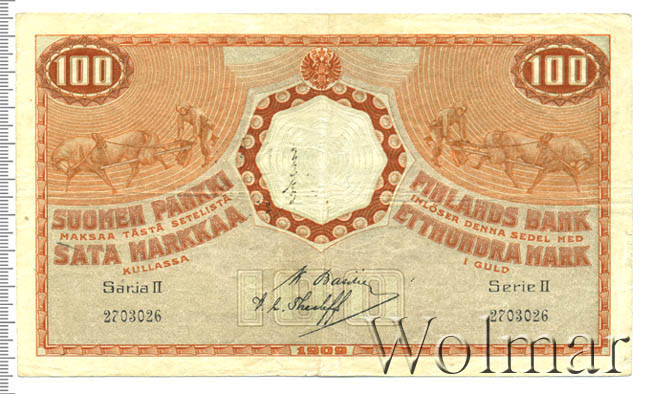 100 100
SUOMEN PANKKI
MAKSAA TÄSTÄ SETELISTÄ
SATA MARKKAA
KULLASSA
FINLANDS BANK
INLÖSER DENNA SEDEL MED
ETTHUNDRA MARK
I GULD
Sarja II
2703026
Serie II
2703026
100
1909
Wolmar